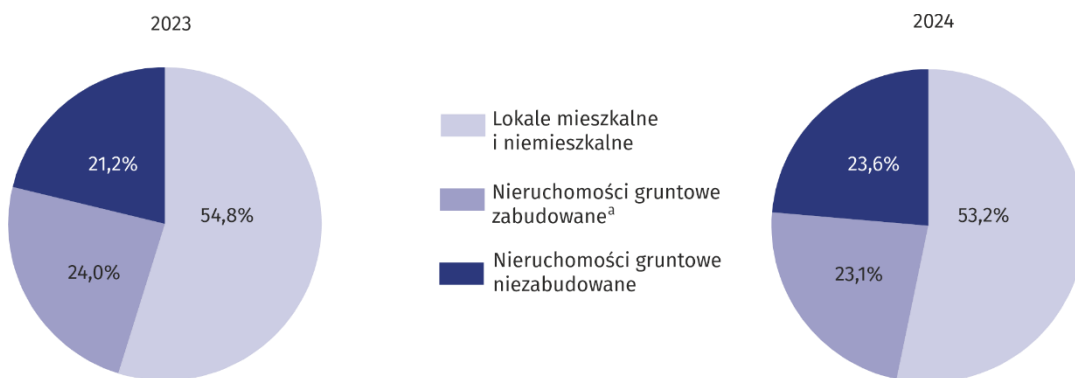 2023
21,2%
54,8%
24,0%
Lokale mieszkalne
i niemieszkalne
Nieruchomości gruntowe
zabudowaneᵃ
Nieruchomości gruntowe
niezabudowane
2024
23,6%
53,2%
23,1%